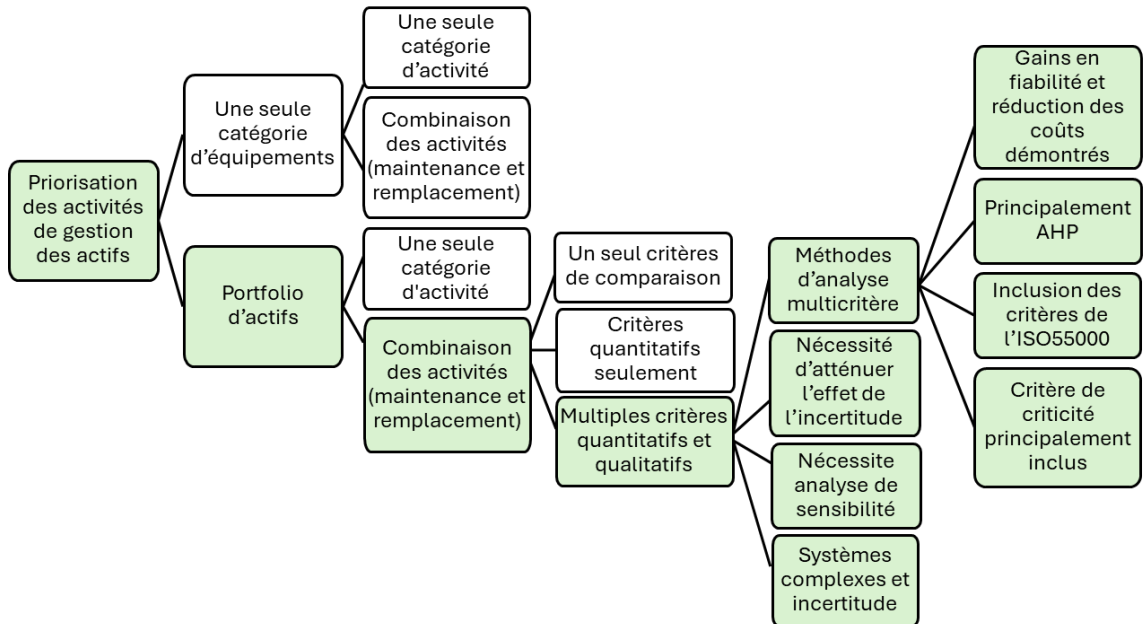 Priorisation
des activités
de gestion
des actifs
Une seule
catégorie
d'équipements
Portfolio
d'actifs
Une seule
catégorie
d'activité
Combinaison
des activités
(maintenance et
remplacement)
Une seule
catégorie
d'activité
Combinaison
des activités
(maintenance et
remplacement)
Un seul critères
de comparaison
Critères
quantitatifs
seulement
Multiples critères
quantitatifs et
qualitatifs
Méthodes
d'analyse
multicritère
Nécessité
d'atténuer
l'effet de
l'incertitude
Nécessite
analyse de
sensibilité
Systèmes
complexes et
incertitude
Gains en
fiabilité et
réduction des
coûts
démontrés
Principalement
AHP
Inclusion des
critères de
l'ISO55000
Critère de
criticité
principalement
inclus